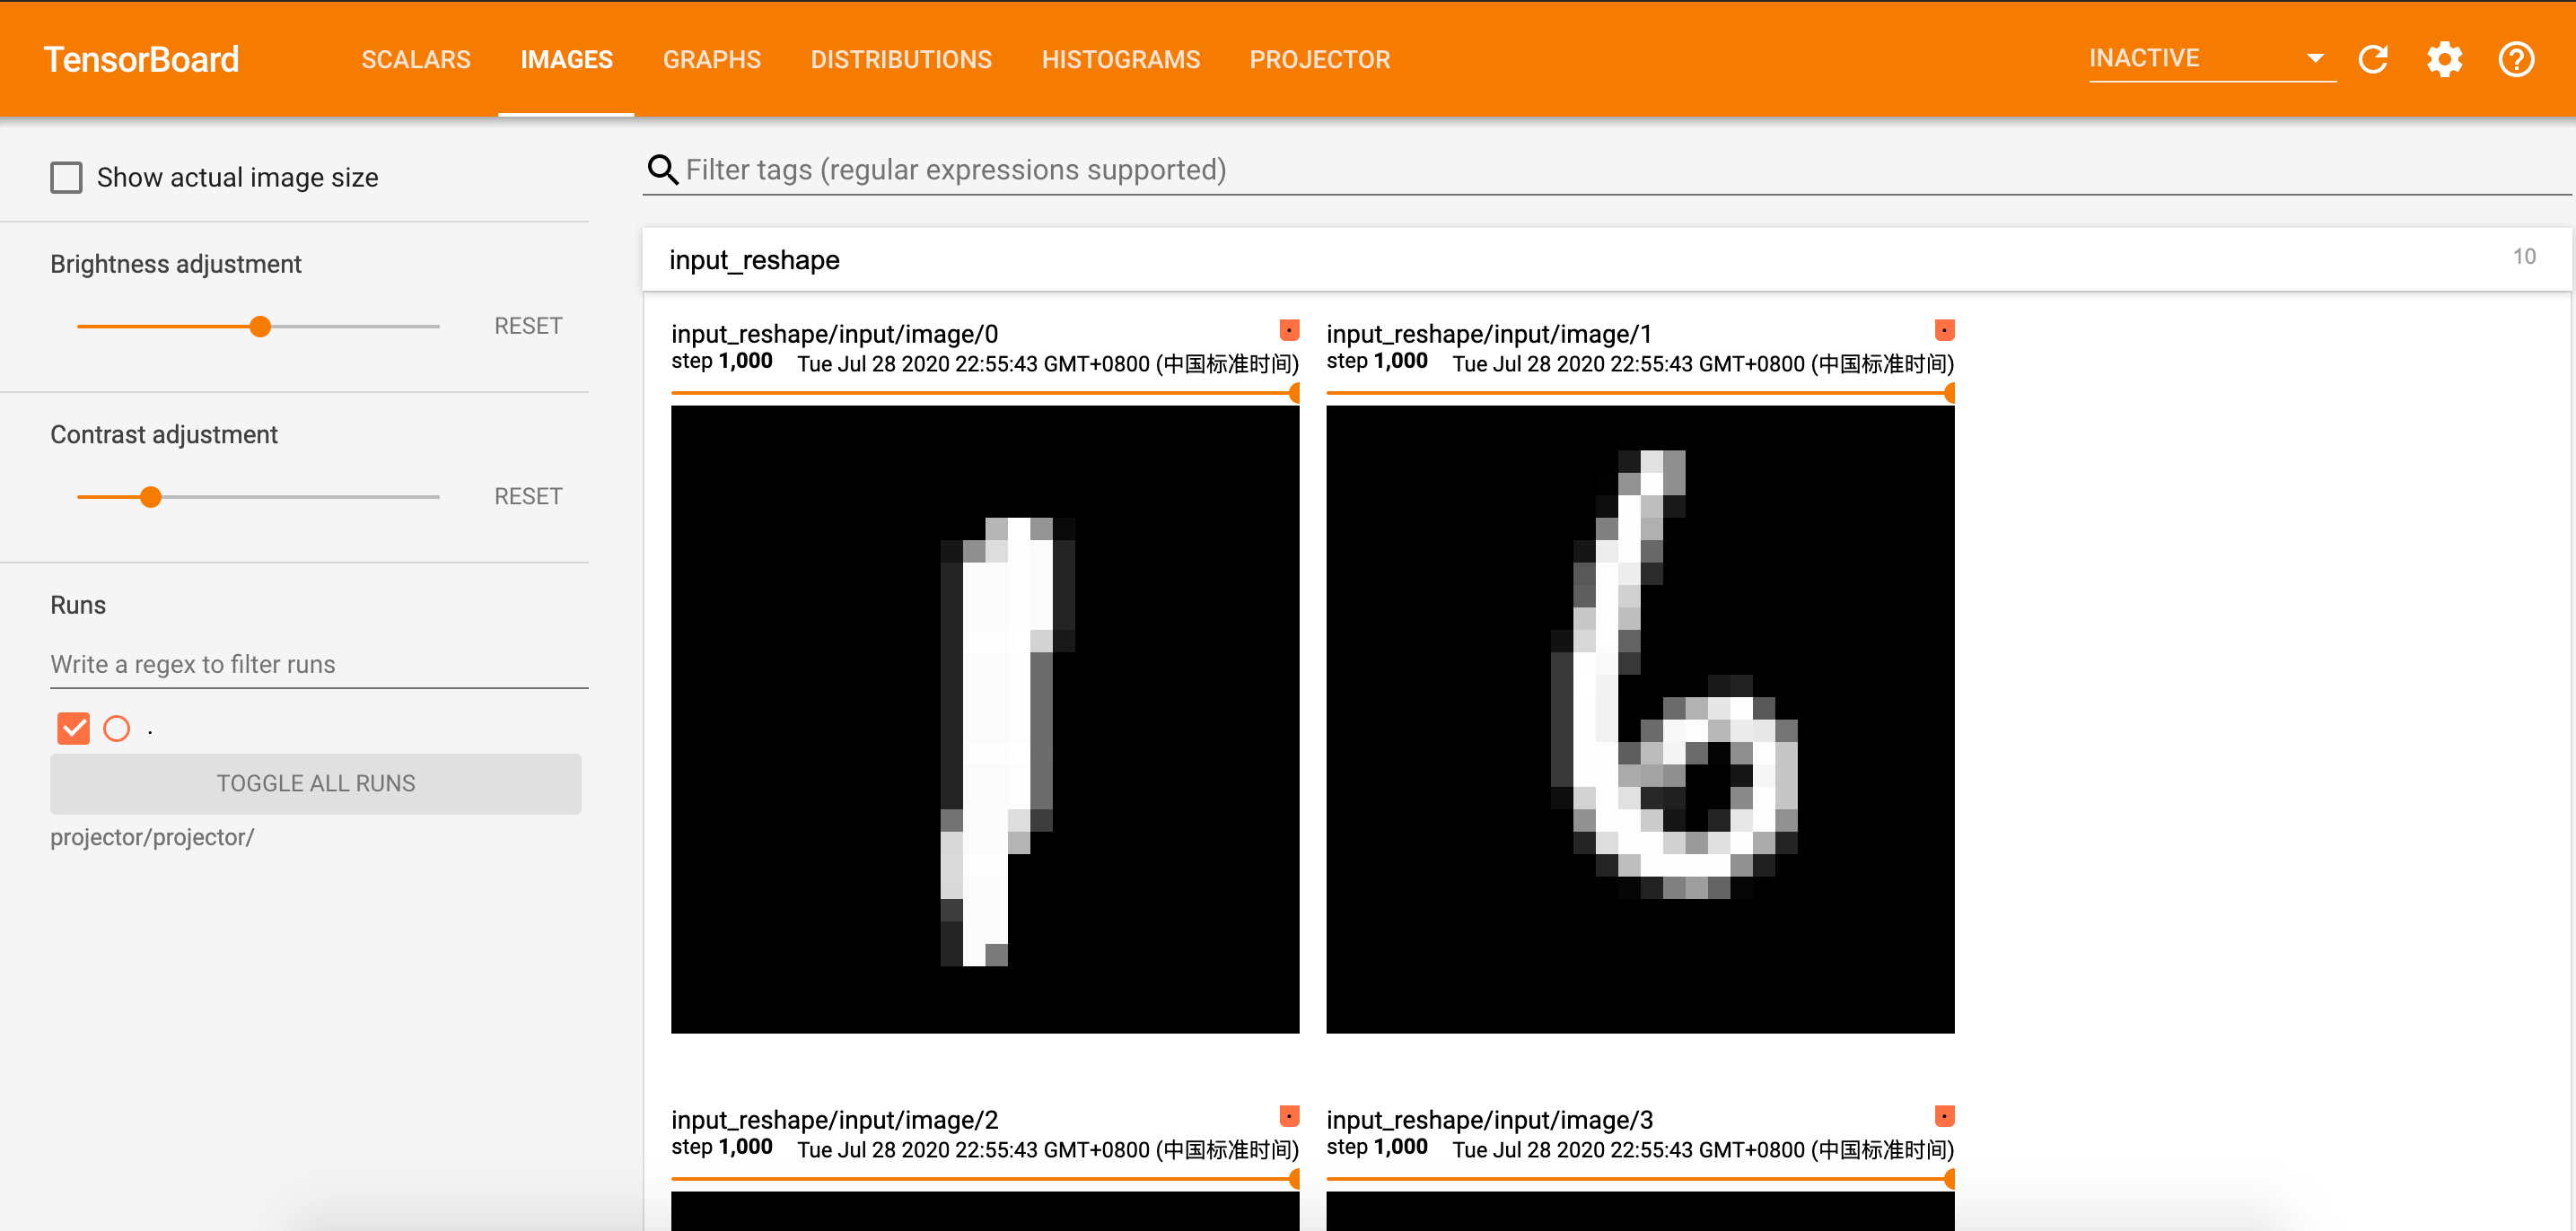 TensorBoard SCALARS IMAGES GRAPHS DISTRIBUTIONS HISTOGRAMS PROJECTOR INACTIVE
Show actual image size
Brightness adjustment
RESET
Contrast adjustment
RESET
Runs
Write a regex to filter runs
.
TOGGLE ALL RUNS
projector/projector/
Filter tags (regular expressions supported)
input_reshape 10
input_reshape/input/image/0
step 1,000 Tue Jul 28 2020 22:55:43 GMT+0800 (中国标准时间)
input_reshape/input/image/1
step 1,000 Tue Jul 28 2020 22:55:43 GMT+0800 (中国标准时间)
1
6
input_reshape/input/image/2
step 1,000 Tue Jul 28 2020 22:55:43 GMT+0800 (中国标准时间)
input_reshape/input/image/3
step 1,000 Tue Jul 28 2020 22:55:43 GMT+0800 (中国标准时间)